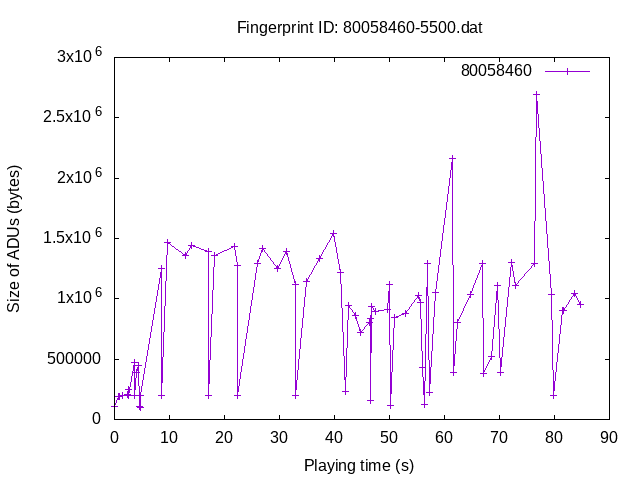 Fingerprint ID: 80058460-5500.dat
80058460
3x10^6
2.5x10^6
2x10^6
1.5x10^6
1x10^6
500000
0
Size of ADUs (bytes)
0 10 20 30 40 50 60 70 80 90
Playing time (s)